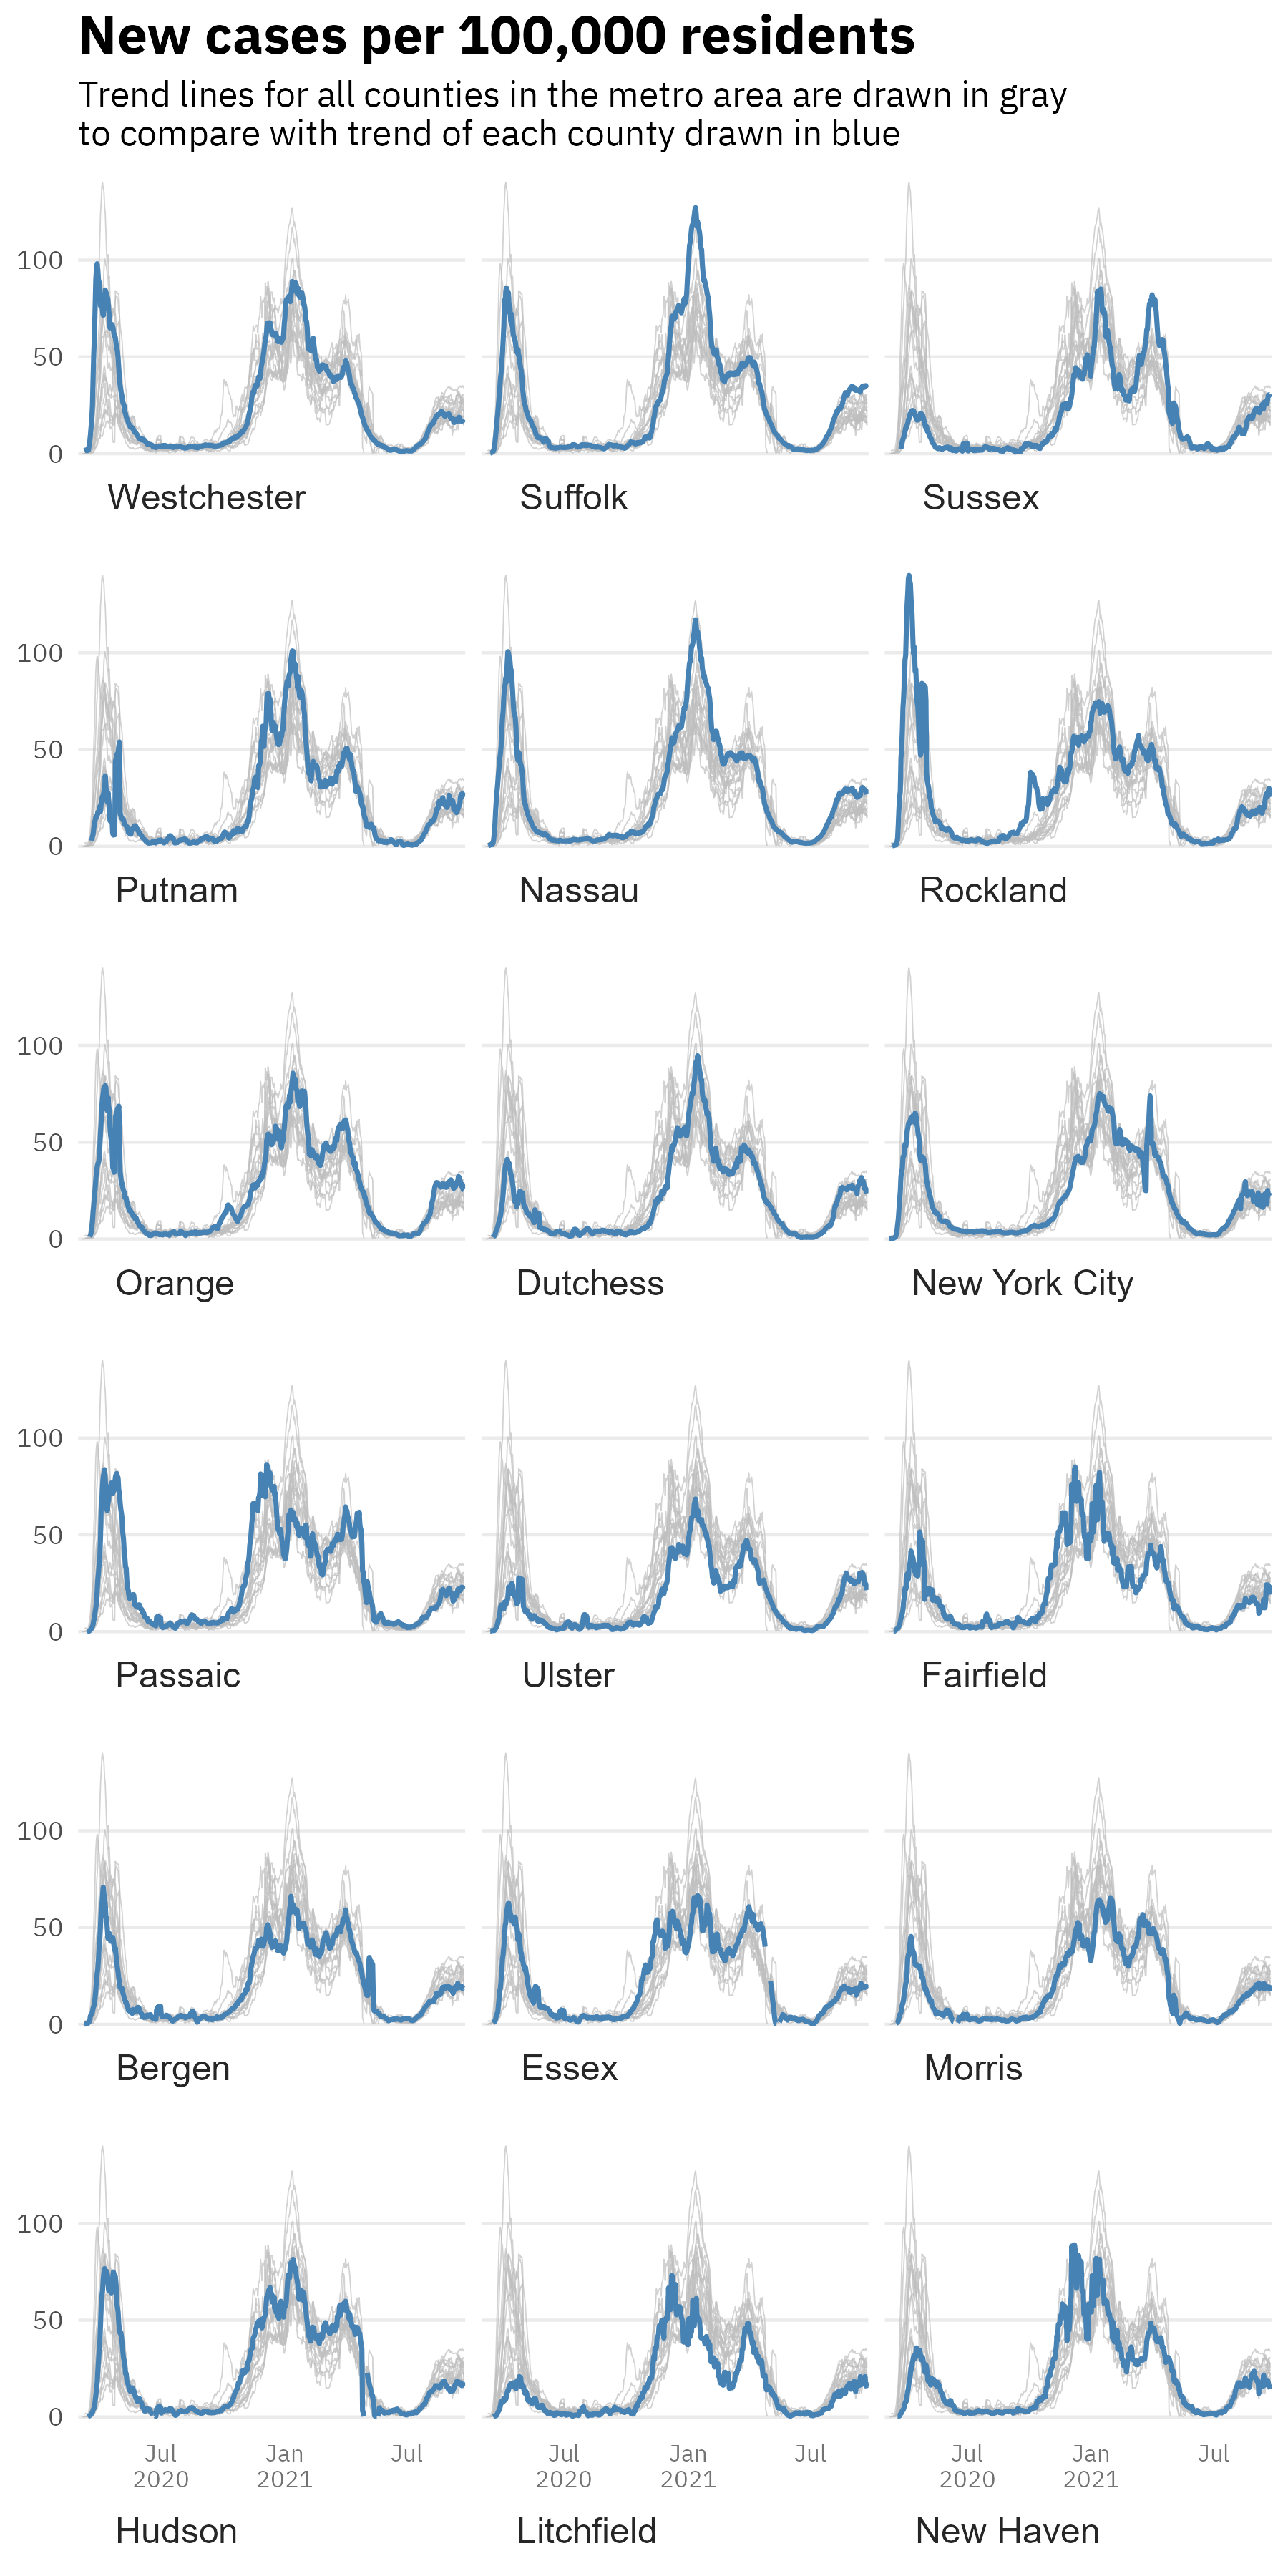 New cases per 100,000 residents
Trend lines for all counties in the metro area are drawn in gray
to compare with trend of each county drawn in blue
100
50
0
Westchester
Suffolk
Sussex
100
50
0
Putnam
Nassau
Rockland
100
50
0
Orange
Dutchess
New York City
100
50
0
Passaic
Ulster
Fairfield
100
50
0
Bergen
Essex
Morris
100
50
0
Jul Jan Jul Jul Jan Jul Jul Jan Jul
2020 2021 2020 2021 2020 2021
Hudson
Litchfield
New Haven